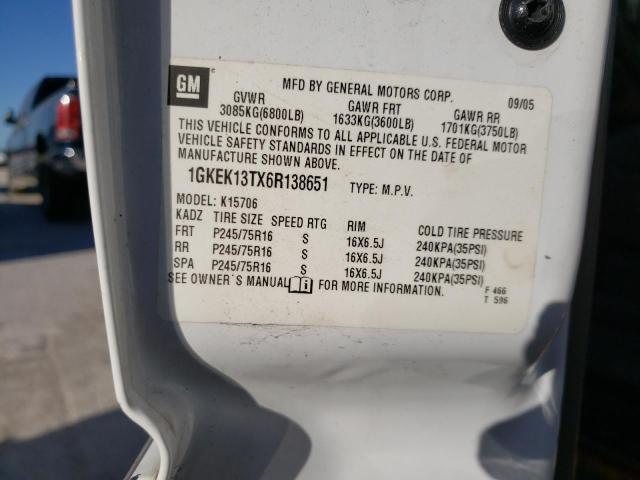 GM
MFD BY GENERAL MOTORS CORP. 09/05
GVWR GAWR FRT GAWR RR
3085KG(6800LB) 1633KG(3600LB) 1701KG(3750LB)
THIS VEHICLE CONFORMS TO ALL APPLICABLE U.S. FEDERAL MOTOR
VEHICLE SAFETY STANDARDS IN EFFECT ON THE DATE OF
MANUFACTURE SHOWN ABOVE.
1GKEK13TX6R138651 TYPE: M.P.V.
MODEL: K15706
KADZ TIRE SIZE SPEED RTG RIM COLD TIRE PRESSURE
FRT P245/75R16 S 16X6.5J 240KPA(35PSI)
RR P245/75R16 S 16X6.5J 240KPA(35PSI)
SPA P245/75R16 S 16X6.5J 240KPA(35PSI)
SEE OWNER'S MANUAL FOR MORE INFORMATION.
F 466
T 596